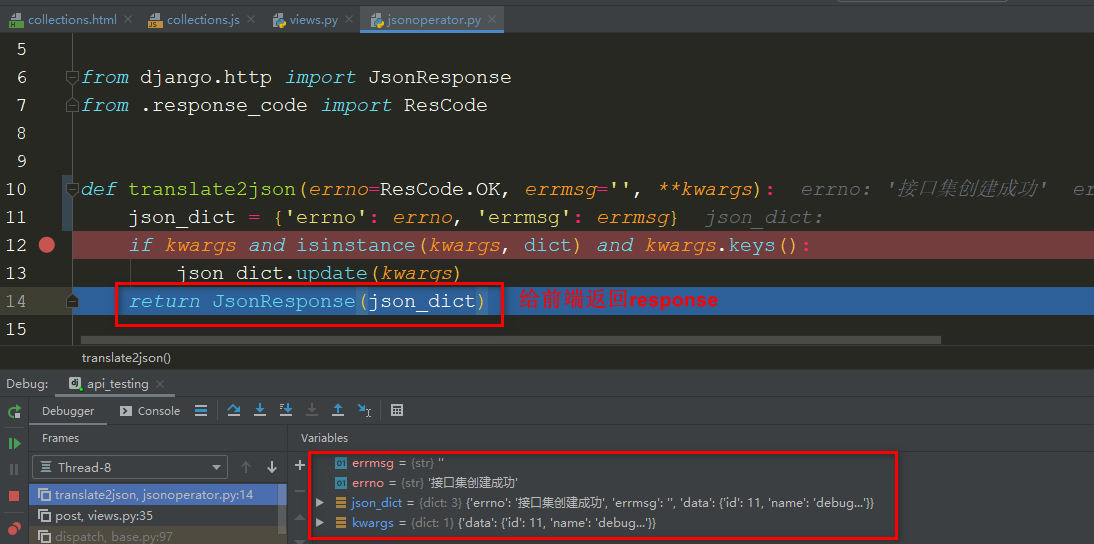 collections.html collections.js views.py jsonoperator.py
5
6 from django.http import JsonResponse
7 from .response_code import ResCode
8
9
10 def translate2json(errno=ResCode.OK, errmsg='', **kwargs): errno: '接口集创建成功' er
11 json_dict = {'errno': errno, 'errmsg': errmsg} json_dict:
12 if kwargs and isinstance(kwargs, dict) and kwargs.keys():
13 json_dict.update(kwargs)
14 return JsonResponse(json_dict) 给前端返回response
15
translate2json()
Debug: api_testing
Debugger Console
Frames Variables
Thread-8
errmsg = {str} ''
errno = {str} '接口集创建成功'
json_dict = {dict: 3} {'errno': '接口集创建成功', 'errmsg': '', 'data': {'id': 11, 'name': 'debug...'}}
kwargs = {dict: 1} {'data': {'id': 11, 'name': 'debug...'}}
translate2json, jsonoperator.py:14
post, views.py:35
dispatch, base.py:97